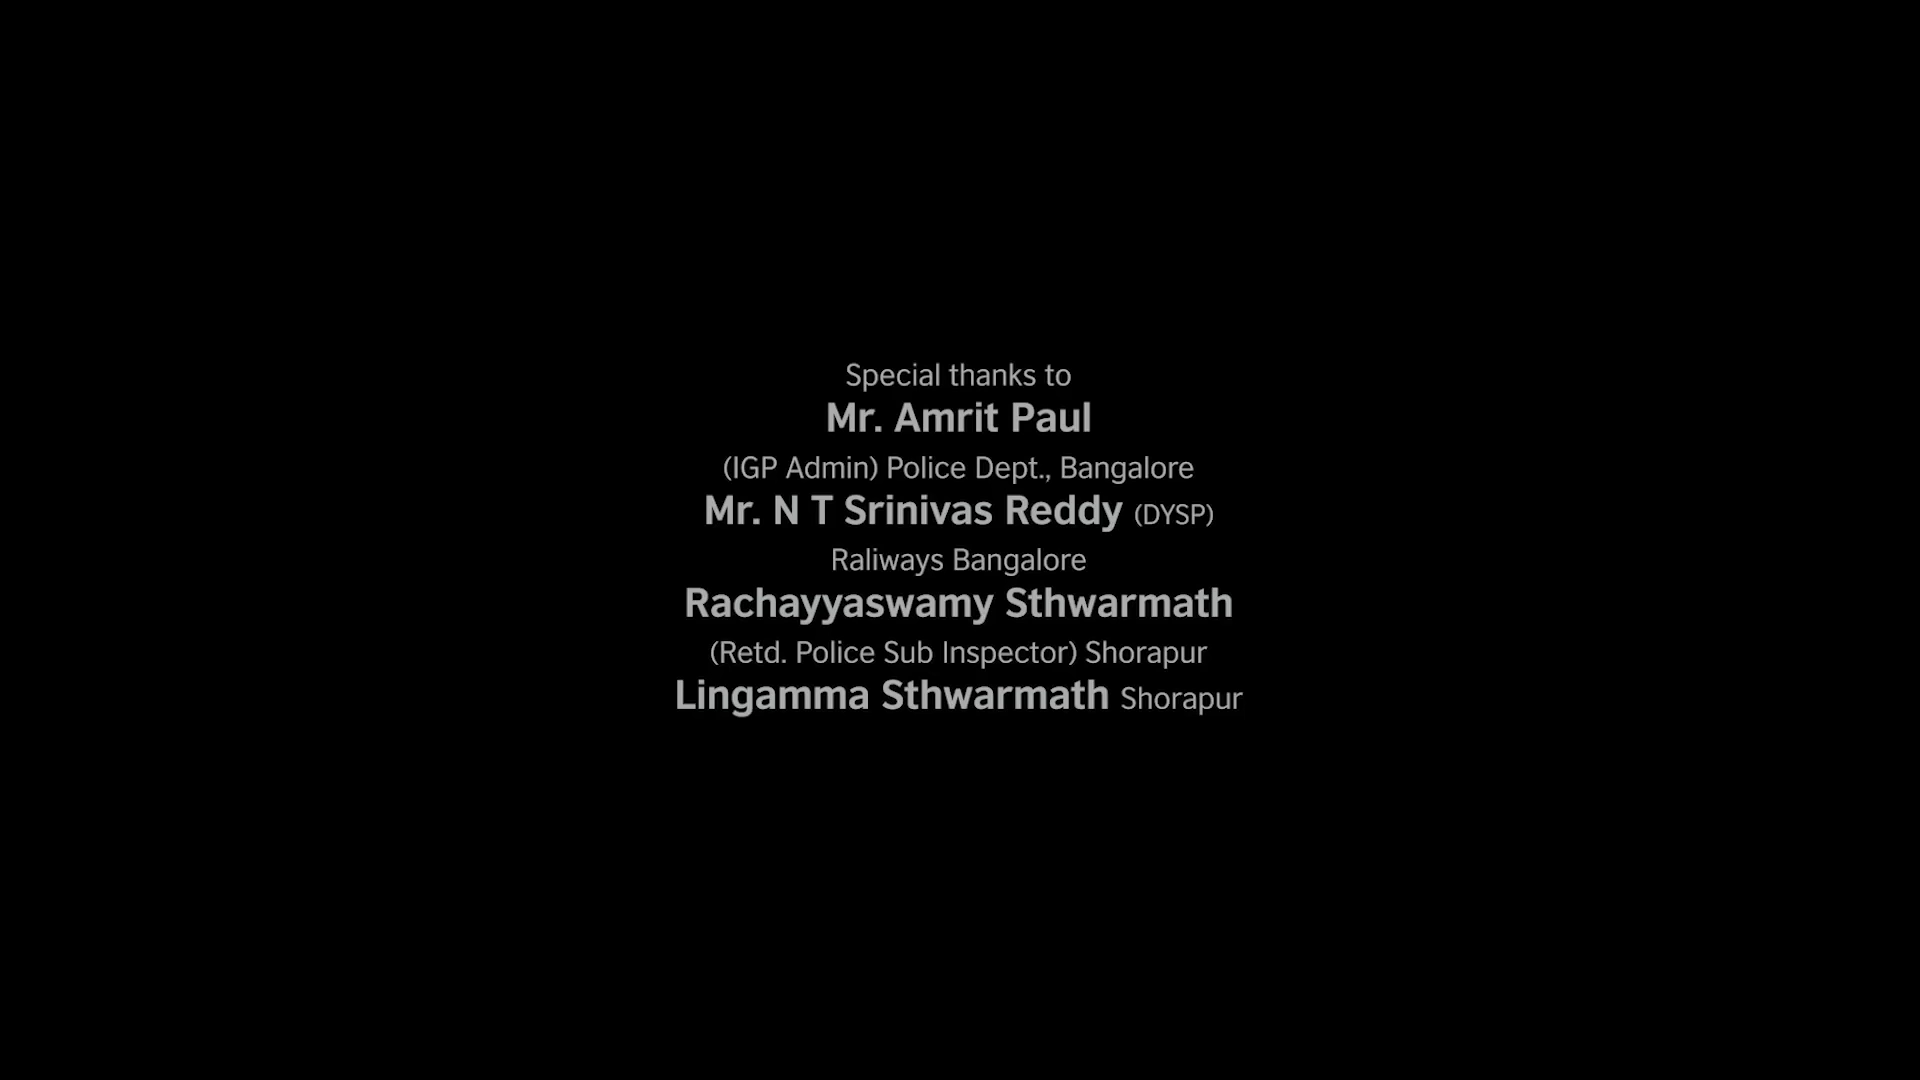 Special thanks to
Mr. Amrit Paul
(IGP Admin) Police Dept., Bangalore
Mr. N T Srinivas Reddy (DYSP)
Raliways Bangalore
Rachayyaswamy Sthwarmath
(Retd. Police Sub Inspector) Shorapur
Lingamma Sthwarmath Shorapur